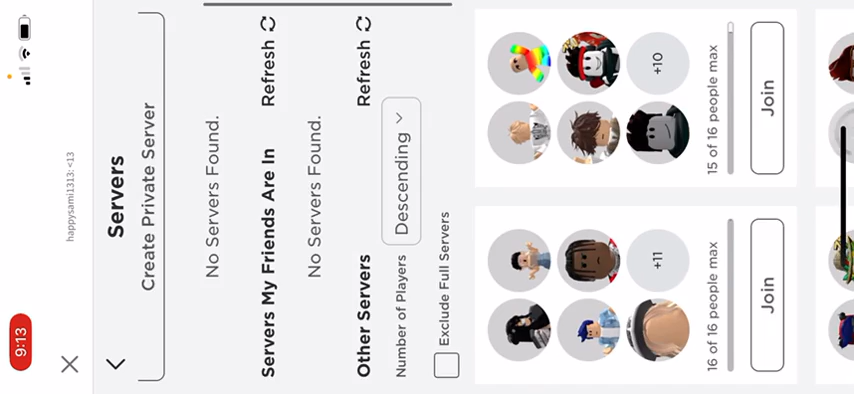 9:13
happysami1313: <13
Servers
Create Private Server
No Servers Found.
Servers My Friends Are In
Refresh
No Servers Found.
Other Servers
Refresh
Number of Players
Descending
Exclude Full Servers
+11
16 of 16 people max
Join
+10
15 of 16 people max
Join